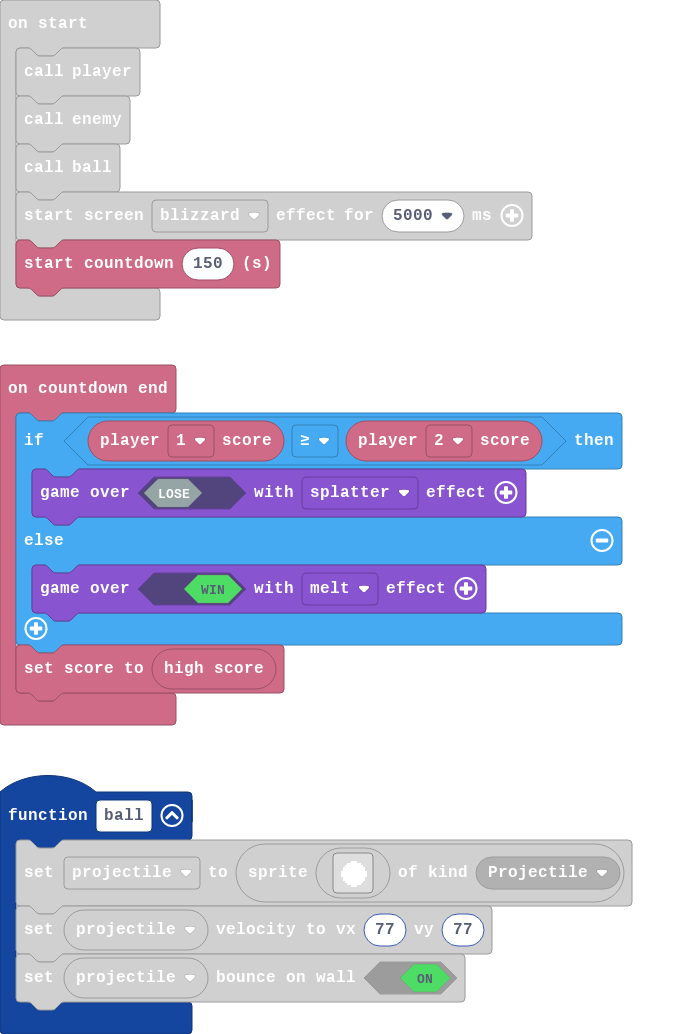 on start
call player
call enemy
call ball
start screen blizzard effect for 5000 ms
start countdown 150 (s)
on countdown end
if player 1 score ≥ player 2 score then
game over LOSE with splatter effect
else
game over WIN with melt effect
set score to high score
function ball
set projectile to sprite of kind Projectile
set projectile velocity to vx 77 vy 77
set projectile bounce on wall ON